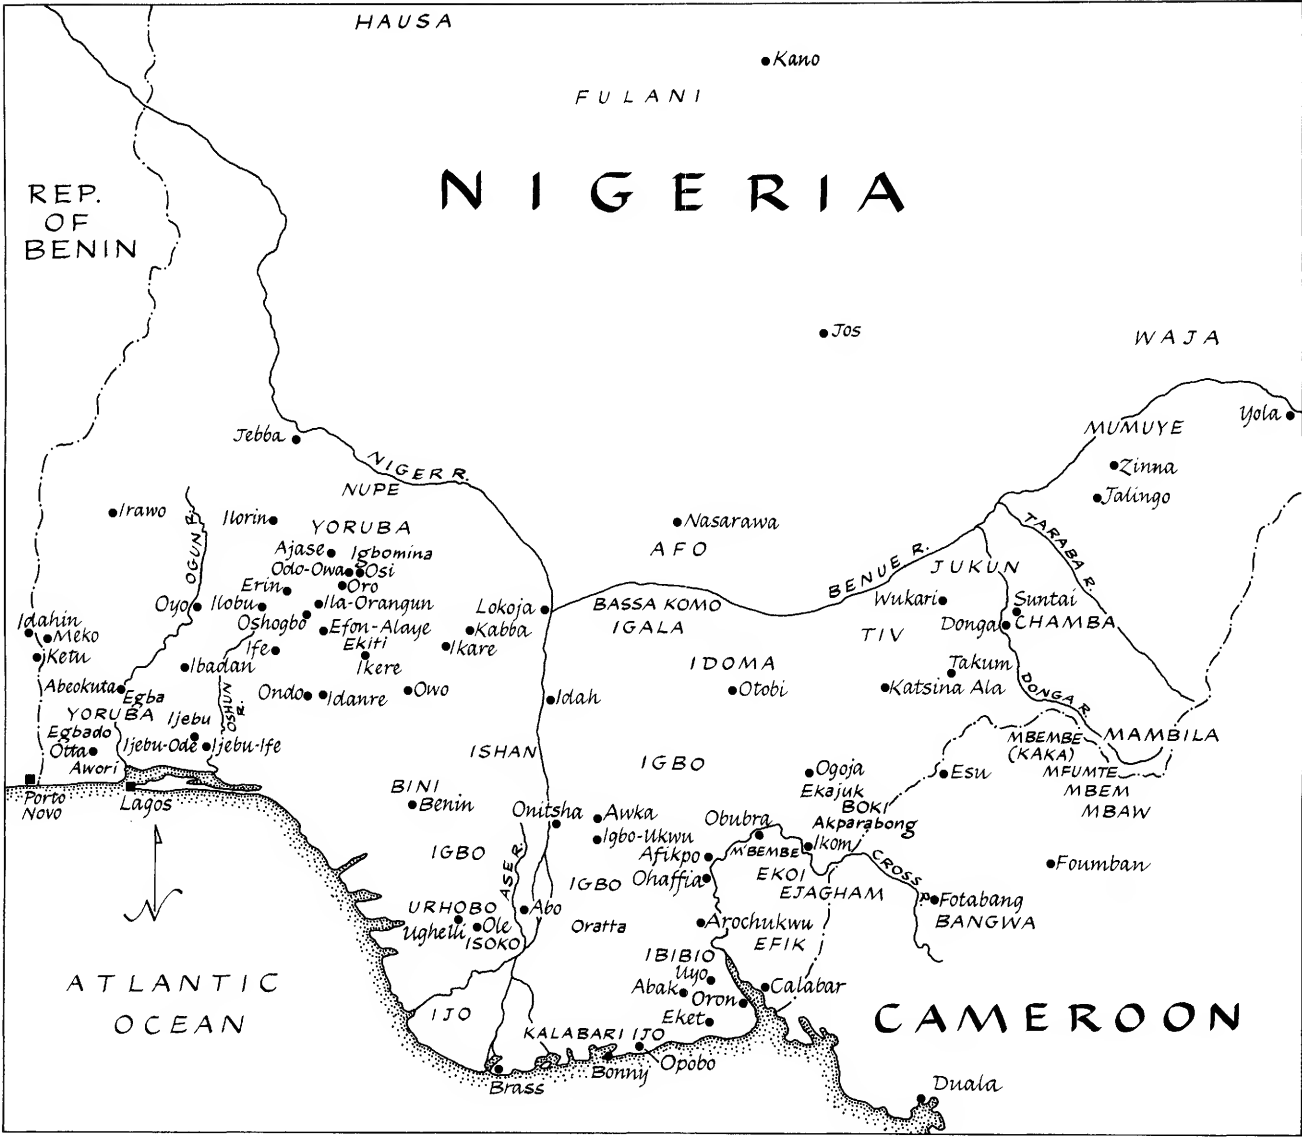 HAUSA
Kano
FULANI
NIGERIA
REP.
OF
BENIN
Jos
WAJA
Yola
MUMUYE
Jebba
NIGER R.
Zinna
NUPE
Jalingo
Irawo
OGUN R.
Ilorin
YORUBA
Nasarawa
TARABA R.
Ajase
Igbomina
AFO
BENUE R.
Odo-Owa
Osi
JUKUN
Erin
Oro
Oyo
Ilobu
Ila-Orangun
Lokoja
BASSA KOMO
Wukari
Suntai
Idahin
Oshogbo
Efon-Alaye
Kabba
IGALA
TIV
Donga
CHAMBA
Meko
Ife
Ekiti
Ikare
Ketu
Ibadan
Ikere
IDOMA
Takum
Abeokuta
Egba
OSHUN
R.
Ondo
Idanre
Owo
Idah
Otobi
Katsina Ala
DONGA R.
YORUBA
Ijebu
Egbado
Otta
Ijebu-Ode
Ijebu-Ife
ISHAN
MBEMBE
(KAKA)
MAMBILA
Awori
IGBO
Ogoja
Esu
MFUMTE
Porto
Novo
Lagos
BINI
Benin
Ekajuk
MBEM
BOKI
MBAW
Onitsha
Awka
Obubra
Akparabong
Igbo-Ukwu
IGBO
ASE R.
Afikpo
M'BEMBE
Ikom
CROSS
R.
Foumban
IGBO
Ohaffia
EKOI
EJAGHAM
URHOBO
Abo
Fotabang
Ughelli
Ole
Oratta
Arochukwu
BANGWA
ISOKO
EFIK
IBIBIO
Uyo
ATLANTIC
OCEAN
Abak
Oron
Calabar
IJO
Eket
CAMEROON
KALABARI IJO
Brass
Bonny
Opobo
Duala